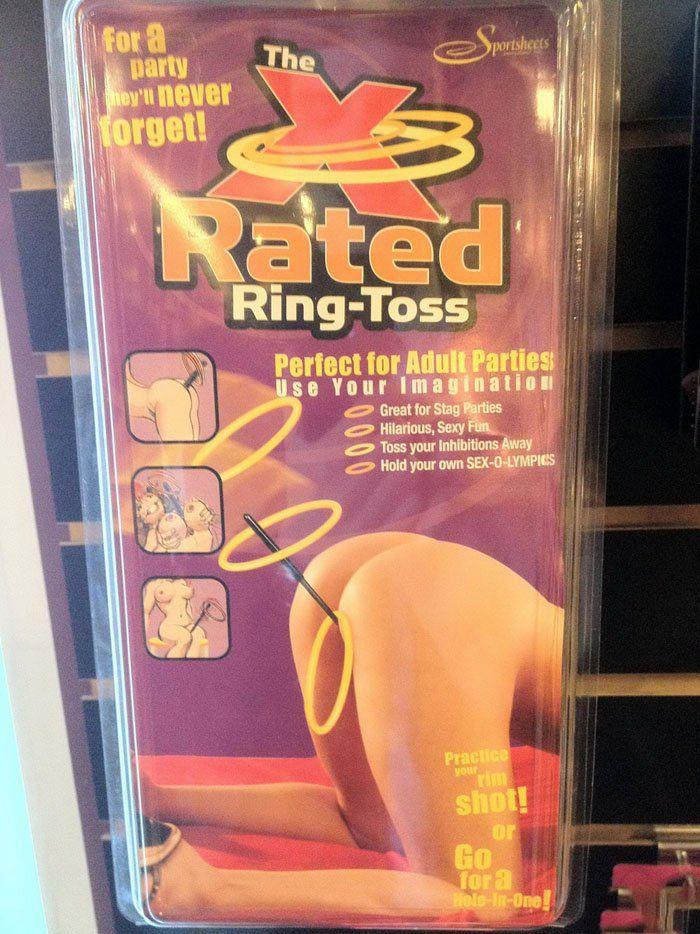 for a
party
they'll never
forget!
Sportsheets
The
X
Rated
Ring-Toss
Perfect for Adult Parties
Use Your Imagination
Great for Stag Parties
Hilarious, Sexy Fun
Toss your Inhibitions Away
Hold your own SEX-O-LYMPICS
Practice
your rim
shot!
or
Go
for a
Hole-In-One!